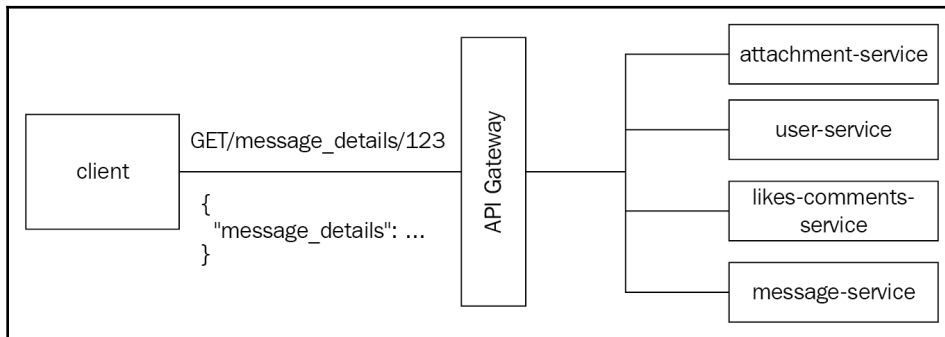 client
GET/message_details/123
{
"message_details": ...
}
API Gateway
attachment-service
user-service
likes-comments-
service
message-service